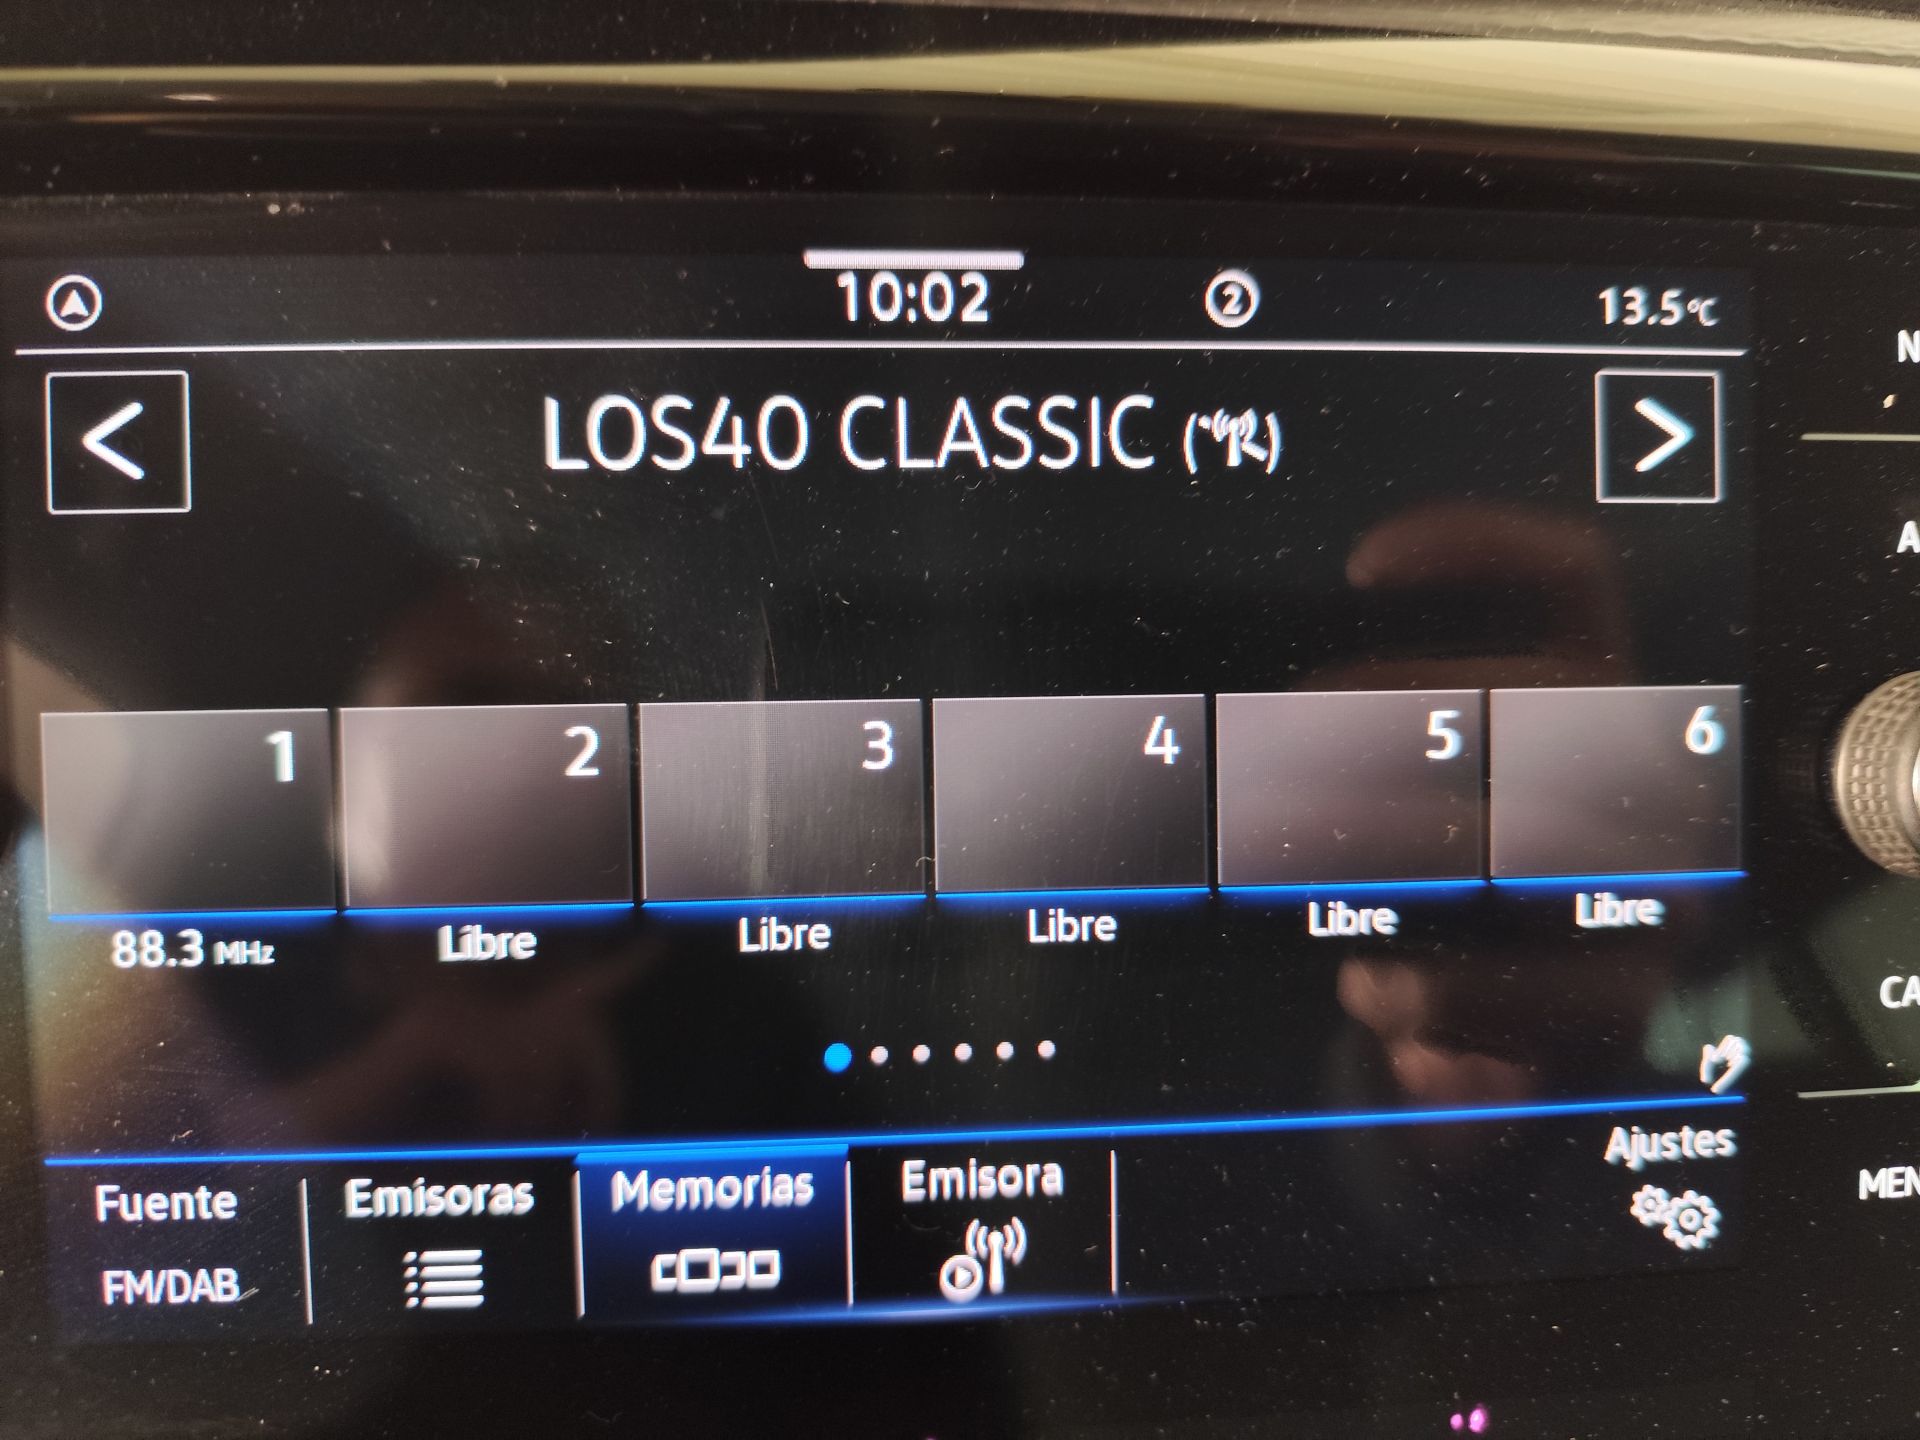 10:02
2
13.5°C
LOS40 CLASSIC
1
2
3
4
5
6
88.3 MHz
Libre
Libre
Libre
Libre
Libre
Fuente
FM/DAB
Emisoras
Memorias
Emisora
Ajustes